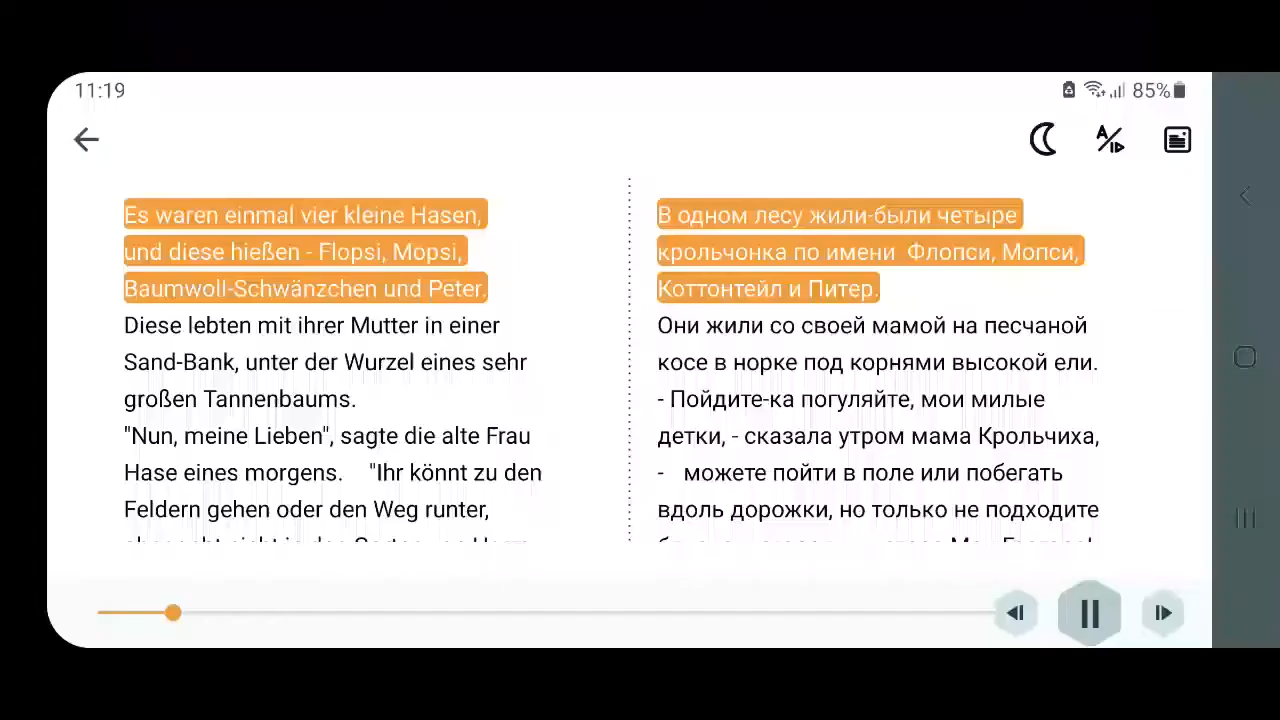 11:19
85%
Es waren einmal vier kleine Hasen,
und diese hießen - Flopsi, Mopsi,
Baumwoll-Schwänzchen und Peter.
Diese lebten mit ihrer Mutter in einer
Sand-Bank, unter der Wurzel eines sehr
großen Tannenbaums.
"Nun, meine Lieben", sagte die alte Frau
Hase eines morgens. "Ihr könnt zu den
Feldern gehen oder den Weg runter,
В одном лесу жили-были четыре
крольчонка по имени Флопси, Мопси,
Коттонтейл и Питер.
Они жили со своей мамой на песчаной
косе в норке под корнями высокой ели.
- Пойдите-ка погуляйте, мои милые
детки, - сказала утром мама Крольчиха,
- можете пойти в поле или побегать
вдоль дорожки, но только не подходите